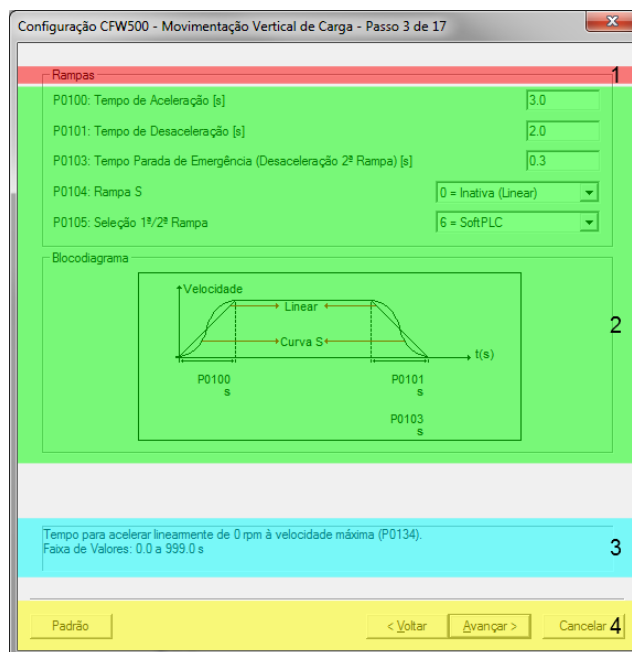 Configuração CFW500 - Movimentação Vertical de Carga - Passo 3 de 17
Rampas 1
P0100: Tempo de Aceleração [s] 3.0
P0101: Tempo de Desaceleração [s] 2.0
P0103: Tempo Parada de Emergência (Desaceleração 2ª Rampa) [s] 0.3
P0104: Rampa S 0 = Inativa (Linear)
P0105: Seleção 1ª/2ª Rampa 6 = SoftPLC
Blocodiagrama
Velocidade
Linear
2
Curva S
t(s)
P0100 P0101
s s
P0103
s
Tempo para acelerar linearmente de 0 rpm à velocidade máxima (P0134).
Faixa de Valores: 0.0 a 999.0 s
3
Padrão < Voltar Avançar > Cancelar 4